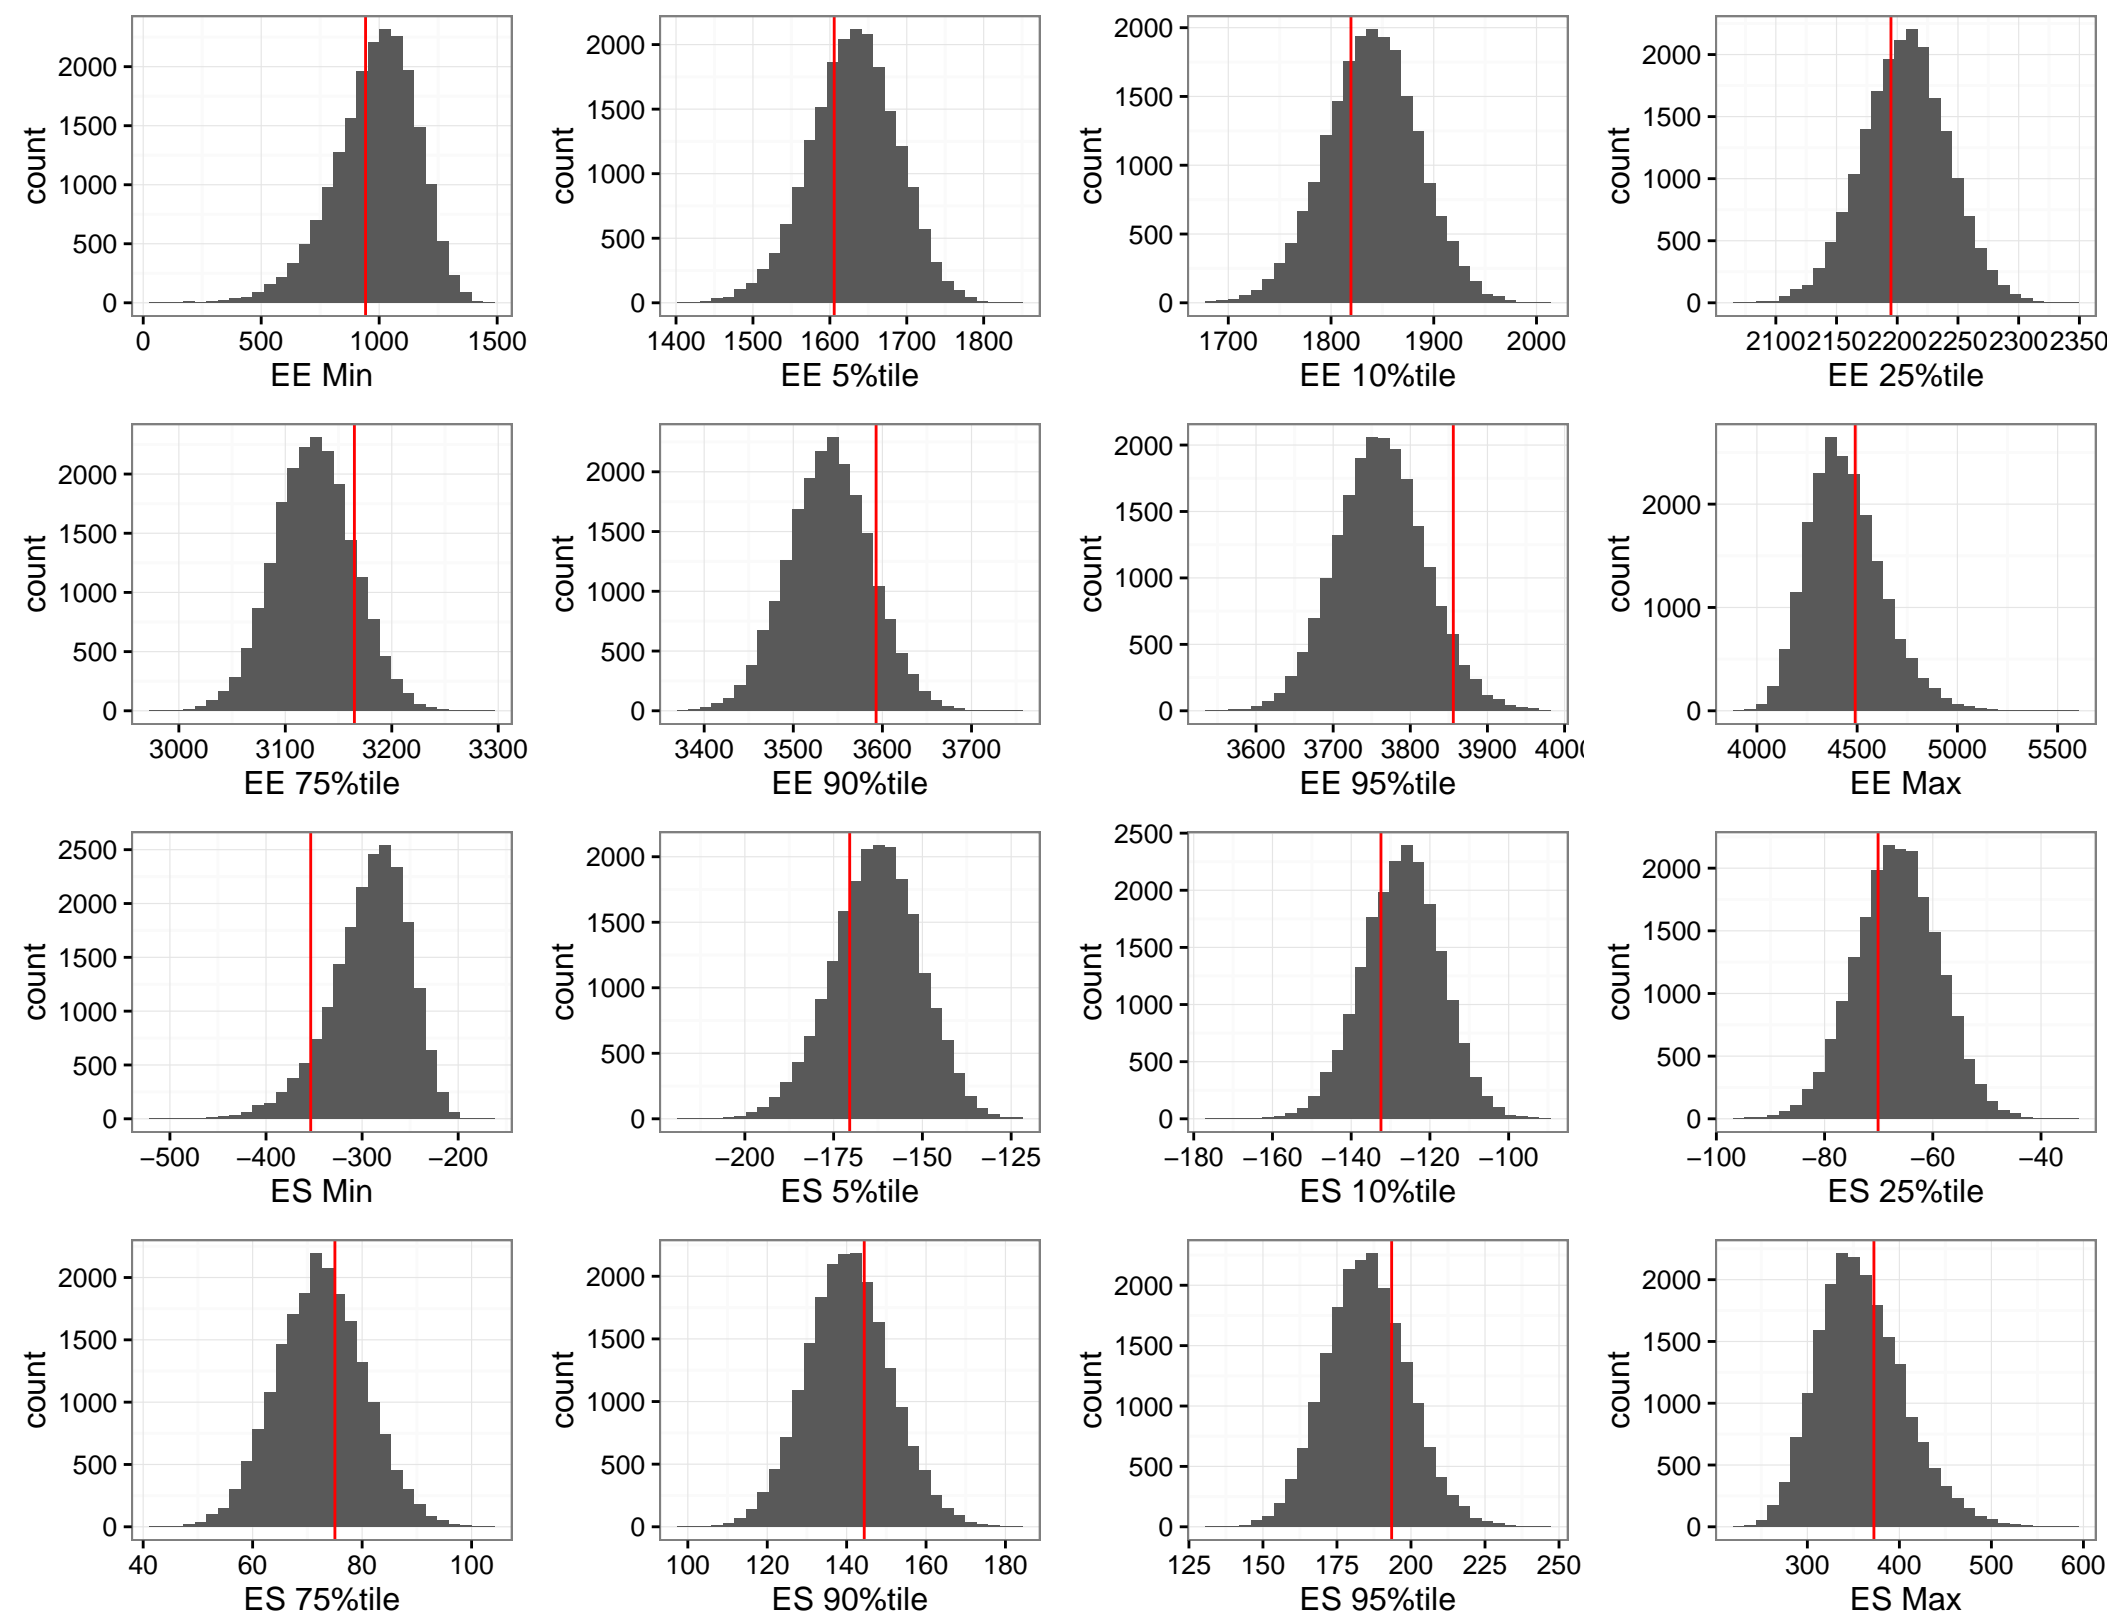 count
2000
1500
1000
500
0
0 500 1000 1500
EE Min
count
2000
1500
1000
500
0
1400 1500 1600 1700 1800
EE 5%tile
count
2000
1500
1000
500
0
1700 1800 1900 2000
EE 10%tile
count
2000
1500
1000
500
0
2100 2150 2200 2250 2300 2350
EE 25%tile
count
2000
1500
1000
500
0
3000 3100 3200 3300
EE 75%tile
count
2000
1500
1000
500
0
3400 3500 3600 3700
EE 90%tile
count
2000
1500
1000
500
0
3600 3700 3800 3900 4000
EE 95%tile
count
2000
1000
0
4000 4500 5000 5500
EE Max
count
2500
2000
1500
1000
500
0
−500 −400 −300 −200
ES Min
count
2000
1500
1000
500
0
−200 −175 −150 −125
ES 5%tile
count
2500
2000
1500
1000
500
0
−180 −160 −140 −120 −100
ES 10%tile
count
2000
1500
1000
500
0
−100 −80 −60 −40
ES 25%tile
count
2000
1500
1000
500
0
40 60 80 100
ES 75%tile
count
2000
1500
1000
500
0
100 120 140 160 180
ES 90%tile
count
2000
1500
1000
500
0
125 150 175 200 225 250
ES 95%tile
count
2000
1500
1000
500
0
300 400 500 600
ES Max